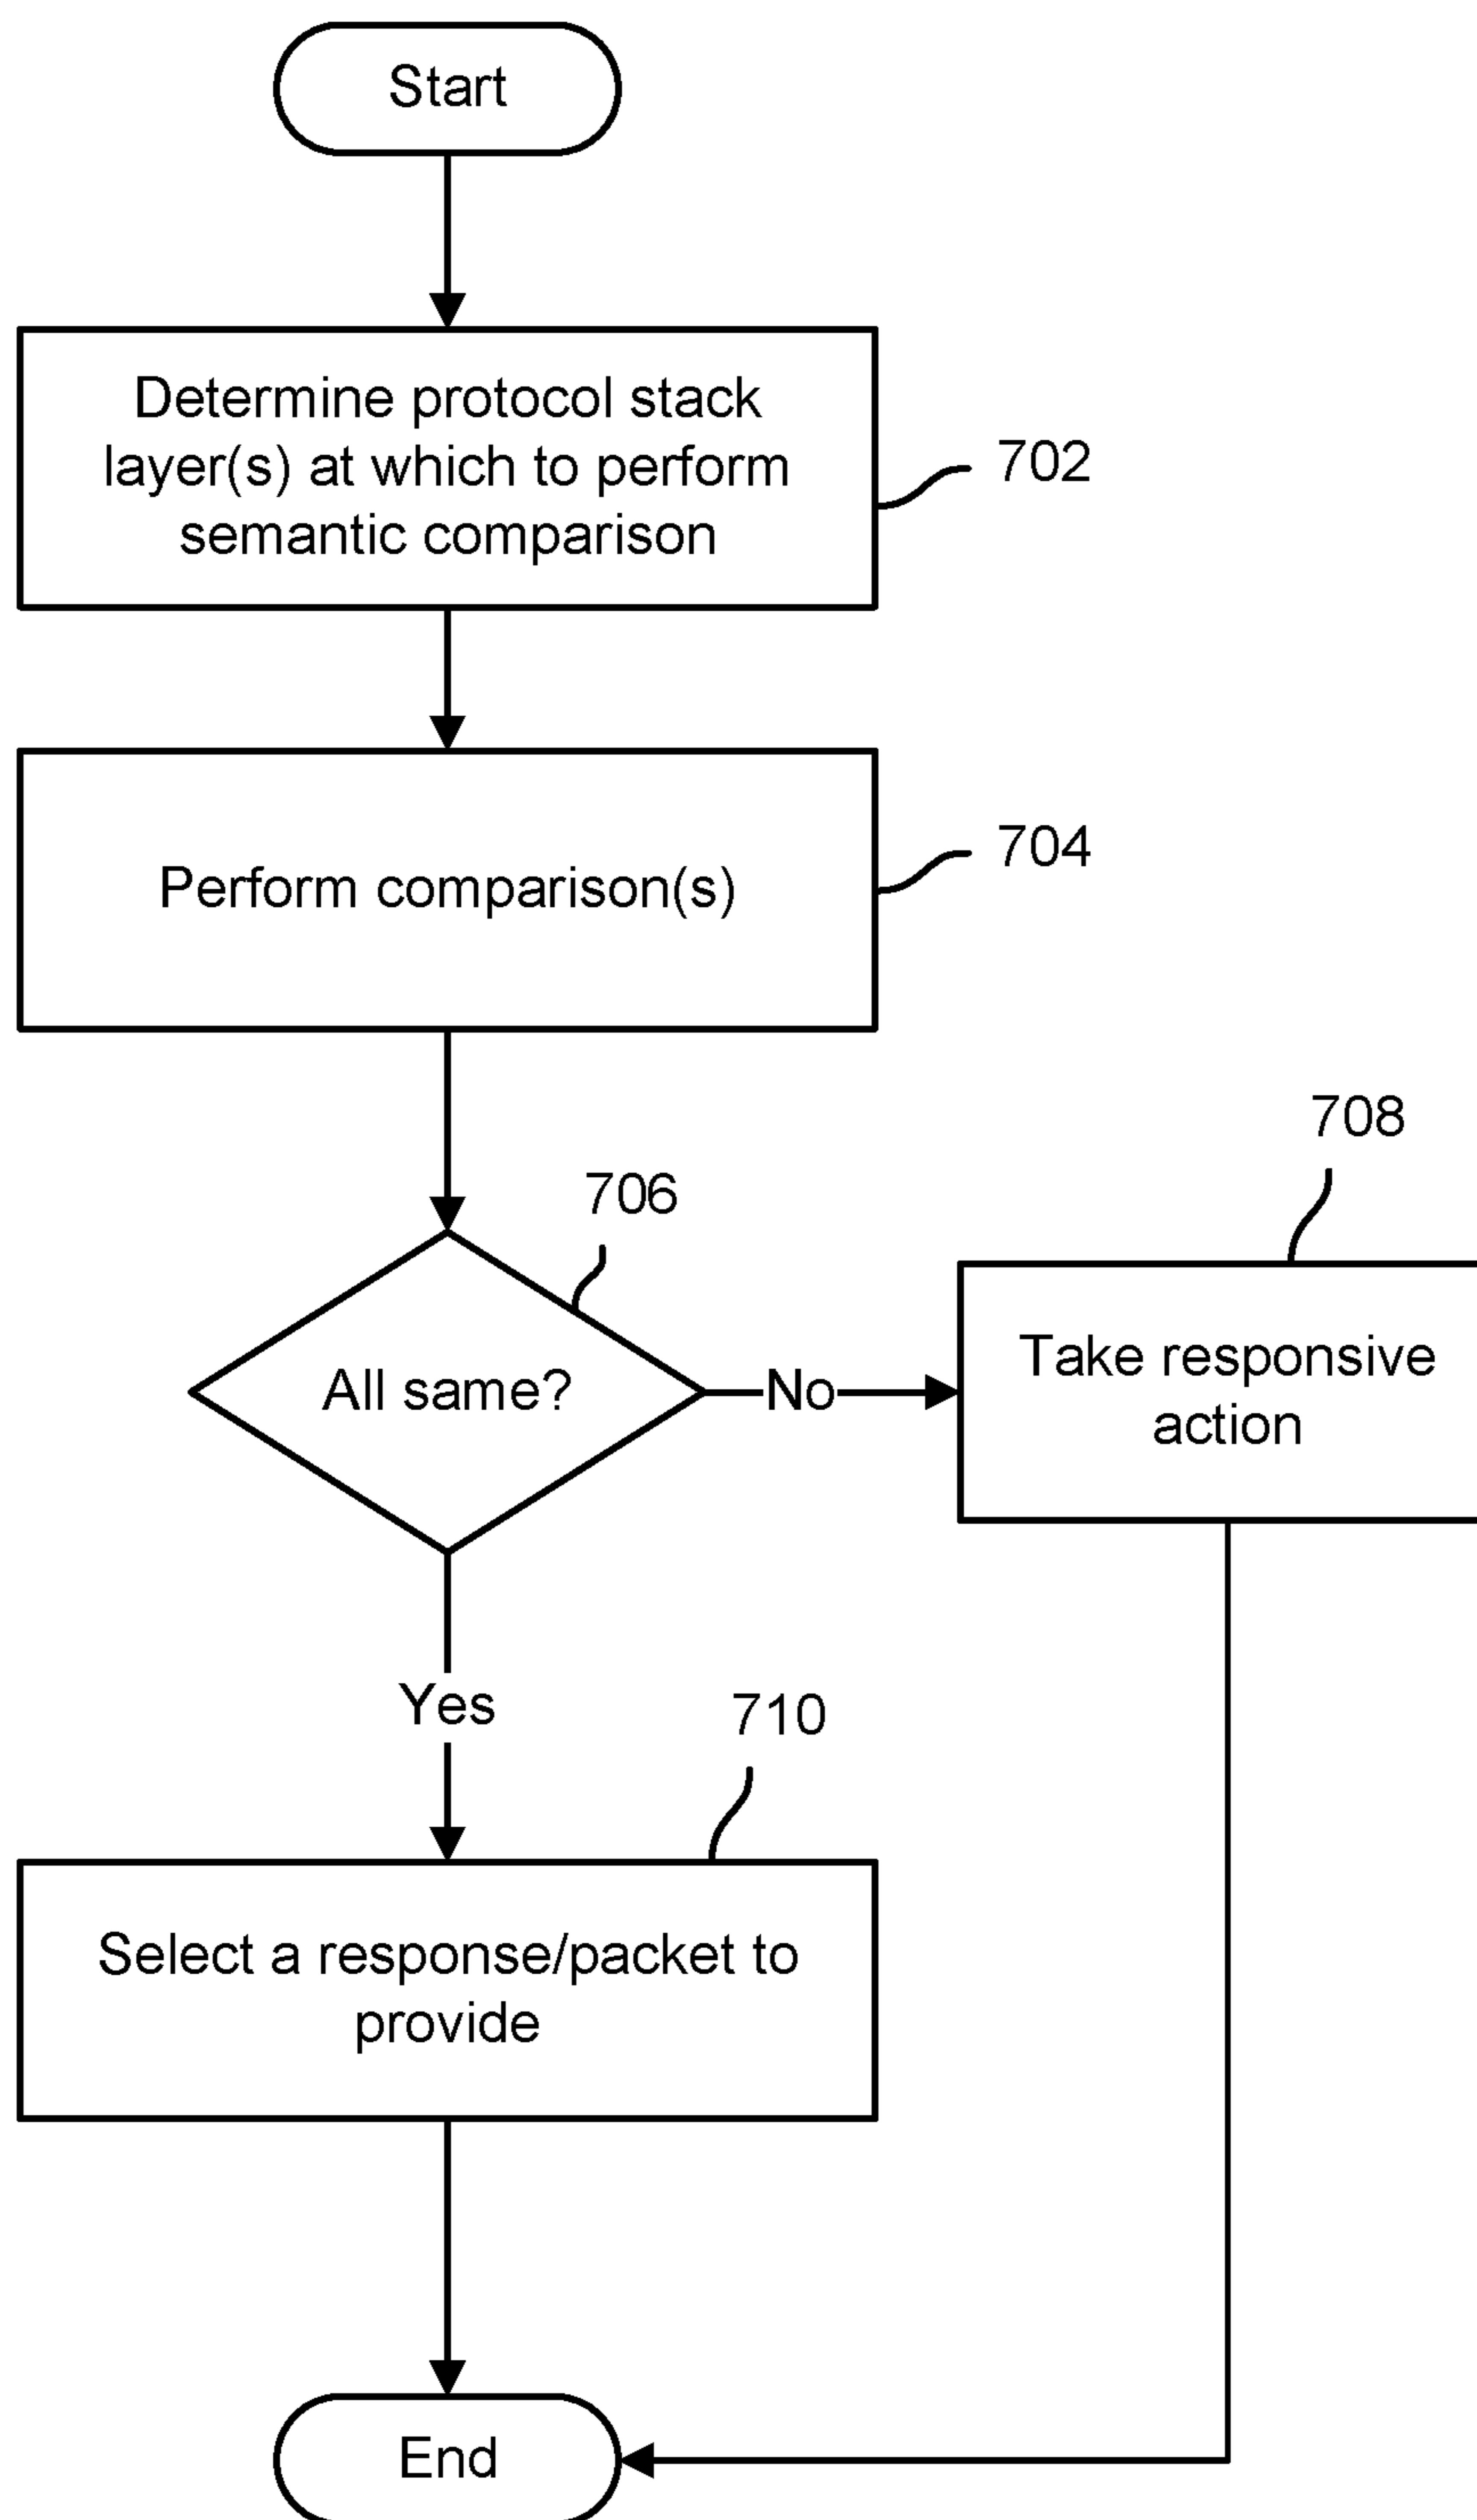 Start
Determine protocol stack
layer(s) at which to perform
semantic comparison
702
Perform comparison(s)
704
706
All same?
No
708
Take responsive
action
Yes
710
Select a response/packet to
provide
End